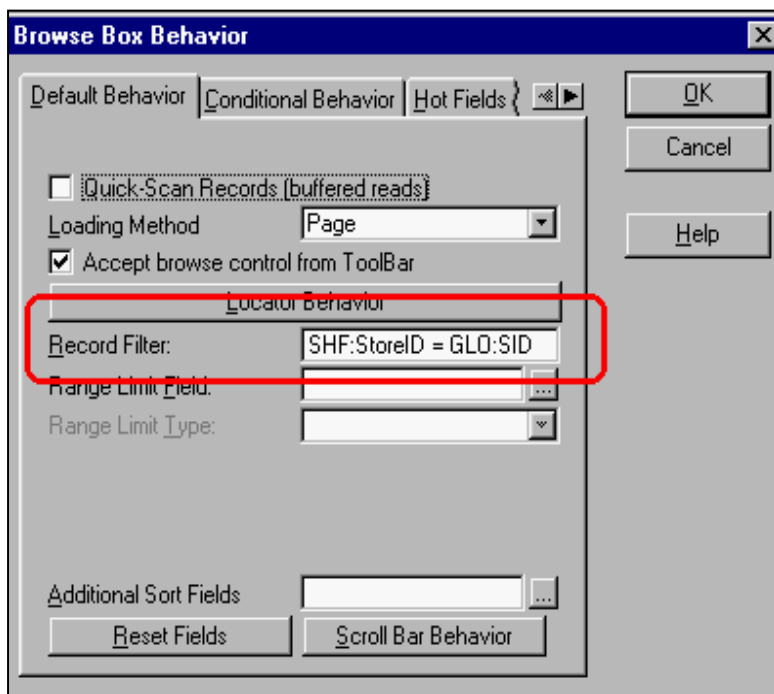 Browse Box Behavior
Default Behavior Conditional Behavior Hot Fields
OK
Cancel
Quick-Scan Records (buffered reads)
Loading Method Page
Help
Accept browse control from ToolBar
Locator Behavior
Record Filter: SHF:StoreID = GLO:SID
Range Limit Field: ...
Range Limit Type:
Additional Sort Fields ...
Reset Fields Scroll Bar Behavior